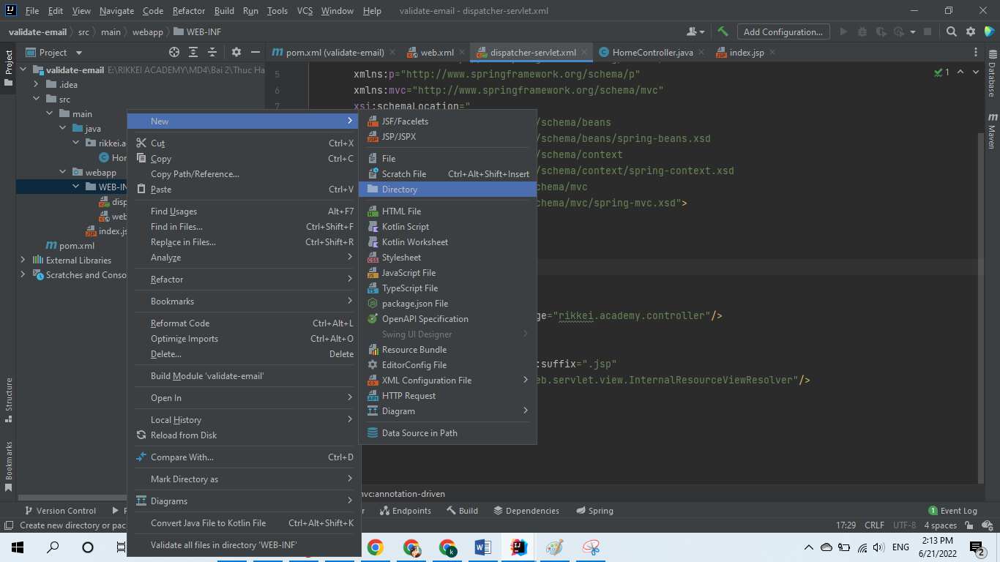 File Edit View Navigate Code Refactor Build Run Tools VCS Window Help validate-email - dispatcher-servlet.xml
validate-email src main webapp WEB-INF Add Configuration...
Project pom.xml (validate-email) web.xml dispatcher-servlet.xml HomeController.java index.jsp
Project
validate-email E:\RIKKEI ACADEMY\MD4\Bai 2\Thuc Ha
.idea
src
main
java
rikkei.a
Ho
webapp
WEB-IN
disp
web
index.js
pom.xml
External Libraries
Scratches and Conso
5 xmlns:p="http://www.springframework.org/schema/p"
6 xmlns:mvc="http://www.springframework.org/schema/mvc"
7 xsi:schemaLocation="
/schema/beans
/schema/beans/spring-beans.xsd
/schema/context
/schema/context/spring-context.xsd
schema/mvc
schema/mvc/spring-mvc.xsd">
ge="rikkei.academy.controller"/>
:suffix=".jsp"
eb.servlet.view.InternalResourceViewResolver"/>
1
Database
Maven
New
Cut Ctrl+X
Copy Ctrl+C
Copy Path/Reference...
Paste Ctrl+V
Find Usages Alt+F7
Find in Files... Ctrl+Shift+F
Replace in Files... Ctrl+Shift+R
Analyze
Refactor
Bookmarks
Reformat Code Ctrl+Alt+L
Optimize Imports Ctrl+Alt+O
Delete... Delete
Build Module 'validate-email'
Open In
Local History
Reload from Disk
Compare With... Ctrl+D
Mark Directory as
Diagrams
Convert Java File to Kotlin File Ctrl+Alt+Shift+K
Validate all files in directory 'WEB-INF'
JSF/Facelets
JSP/JSPX
File
Scratch File Ctrl+Alt+Shift+Insert
Directory
HTML File
Kotlin Script
Kotlin Worksheet
Stylesheet
JavaScript File
TypeScript File
package.json File
OpenAPI Specification
Swing UI Designer
Resource Bundle
EditorConfig File
XML Configuration File
HTTP Request
Diagram
Data Source in Path
Structure
Bookmarks
mvc:annotation-driven
Version Control Endpoints Build Dependencies Spring 1 Event Log
Create new directory or pac 17:29 CRLF UTF-8 4 spaces
ENG 2:13 PM
6/21/2022 2